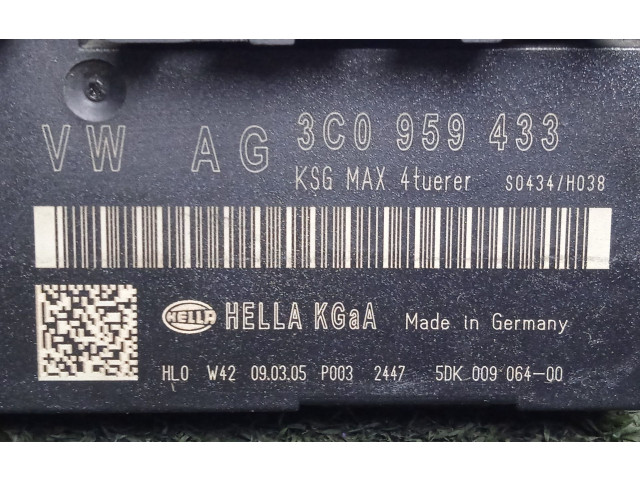 VW AG 3C0 959 433
KSG MAX 4tuerer S0434/H038
HELLA HELLA KGaA Made in Germany
HLO W42 09.03.05 P003 2447 5DK 009 064-00